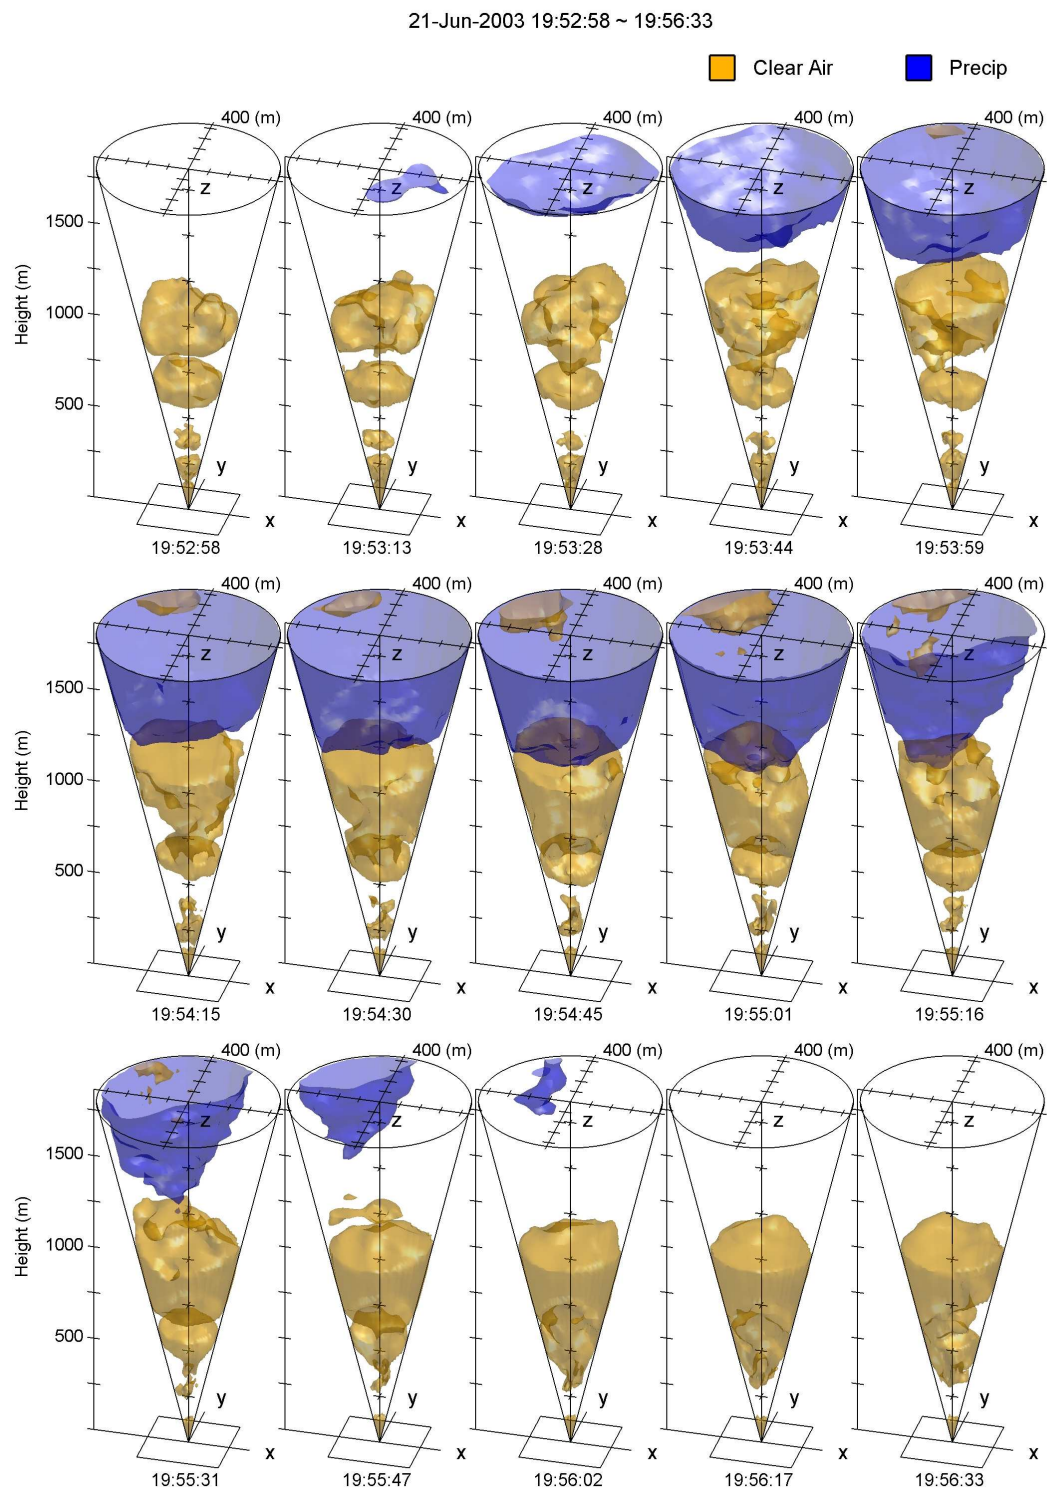 21-Jun-2003 19:52:58 ~ 19:56:33
Clear Air Precip
400 (m) 400 (m) 400 (m) 400 (m) 400 (m)
z z z z z
1500
Height (m)
1000
500
y y y y y
x x x x x
19:52:58 19:53:13 19:53:28 19:53:44 19:53:59
400 (m) 400 (m) 400 (m) 400 (m) 400 (m)
z z z z z
1500
Height (m)
1000
500
y y y y y
x x x x x
19:54:15 19:54:30 19:54:45 19:55:01 19:55:16
400 (m) 400 (m) 400 (m) 400 (m) 400 (m)
z z z z z
1500
Height (m)
1000
500
y y y y y
x x x x x
19:55:31 19:55:47 19:56:02 19:56:17 19:56:33